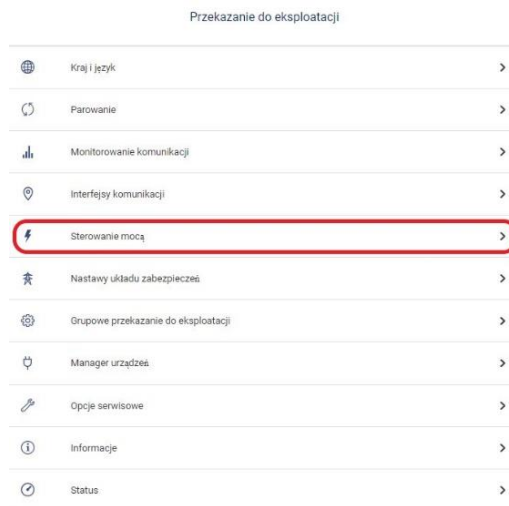 Przekazanie do eksploatacji
Kraj i język
Parowanie
Monitorowanie komunikacji
Interfejsy komunikacji
Sterowanie mocą
Nastawy układu zabezpieczeń
Grupowe przekazanie do eksploatacji
Manager urządzeń
Opcje serwisowe
Informacje
Status